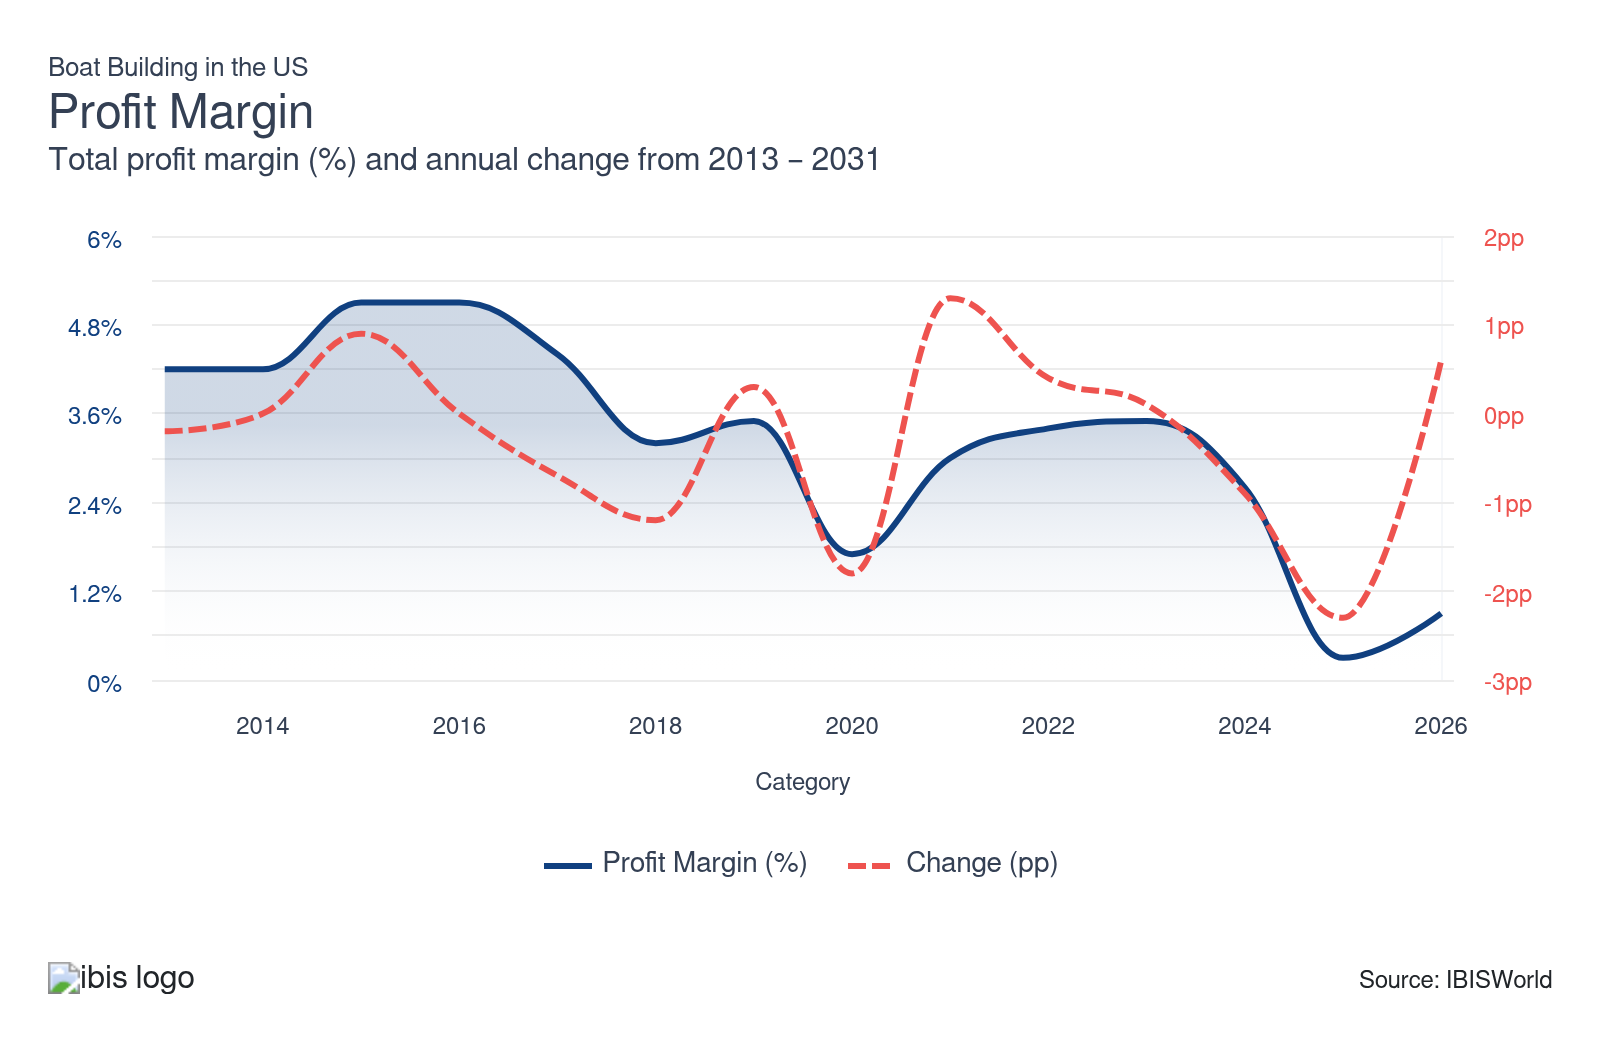 Boat Building in the US
Profit Margin
Total profit margin (%) and annual change from 2013 – 2031
6%
4.8%
3.6%
2.4%
1.2%
0%
2pp
1pp
0pp
-1pp
-2pp
-3pp
2014 2016 2018 2020 2022 2024 2026
Category
Profit Margin (%) Change (pp)
ibis logo
Source: IBISWorld